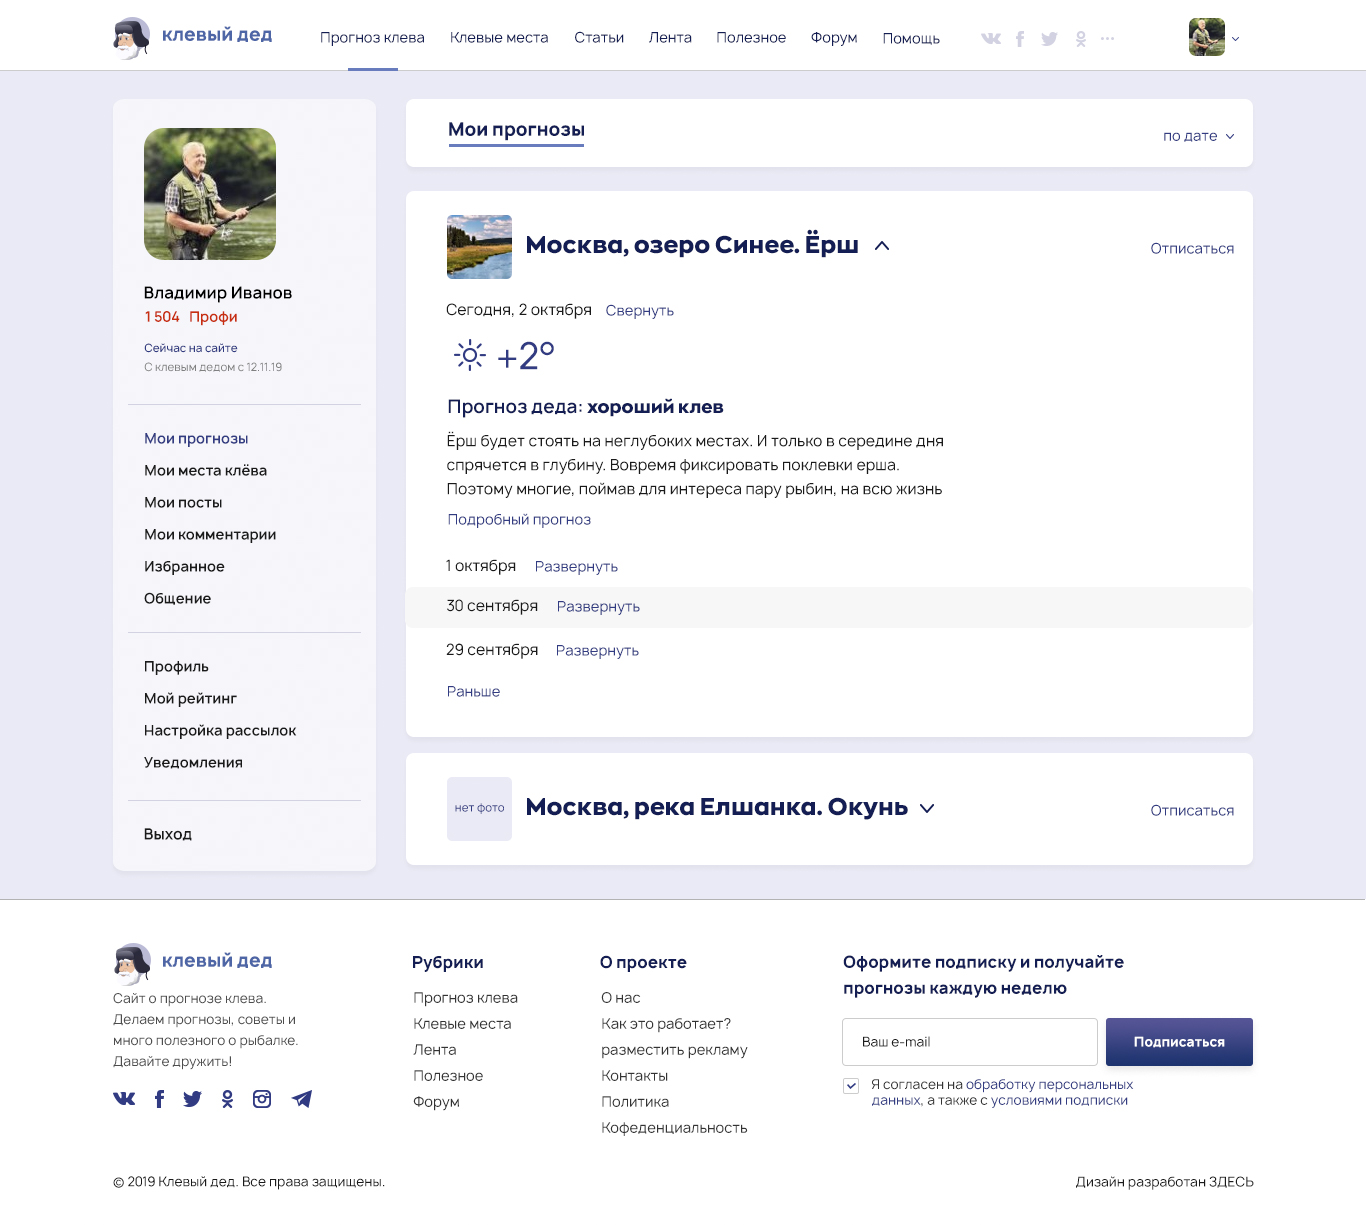 клевый дед
Прогноз клева
Клевые места
Статьи
Лента
Полезное
Форум
Помощь
Владимир Иванов
1 504 Профи
Сейчас на сайте
С клевым дедом с 12.11.19
Мои прогнозы
Мои места клёва
Мои посты
Мои комментарии
Избранное
Общение
Профиль
Мой рейтинг
Настройка рассылок
Уведомления
Выход
Мои прогнозы
по дате
Москва, озеро Синее. Ёрш
Отписаться
Сегодня, 2 октября Свернуть
+2°
Прогноз деда: хороший клев
Ёрш будет стоять на неглубоких местах. И только в середине дня
спрячется в глубину. Вовремя фиксировать поклевки ерша.
Поэтому многие, поймав для интереса пару рыбин, на всю жизнь
Подробный прогноз
1 октября Развернуть
30 сентября Развернуть
29 сентября Развернуть
Раньше
нет фото
Москва, река Елшанка. Окунь
Отписаться
клевый дед
Сайт о прогнозе клева.
Делаем прогнозы, советы и
много полезного о рыбалке.
Давайте дружить!
Рубрики
Прогноз клева
Клевые места
Лента
Полезное
Форум
О проекте
О нас
Как это работает?
разместить рекламу
Контакты
Политика
Кофеденциальность
Оформите подписку и получайте
прогнозы каждую неделю
Ваш e-mail
Подписаться
Я согласен на обработку персональных
данных, а также с условиями подписки
© 2019 Клевый дед. Все права защищены.
Дизайн разработан ЗДЕСЬ